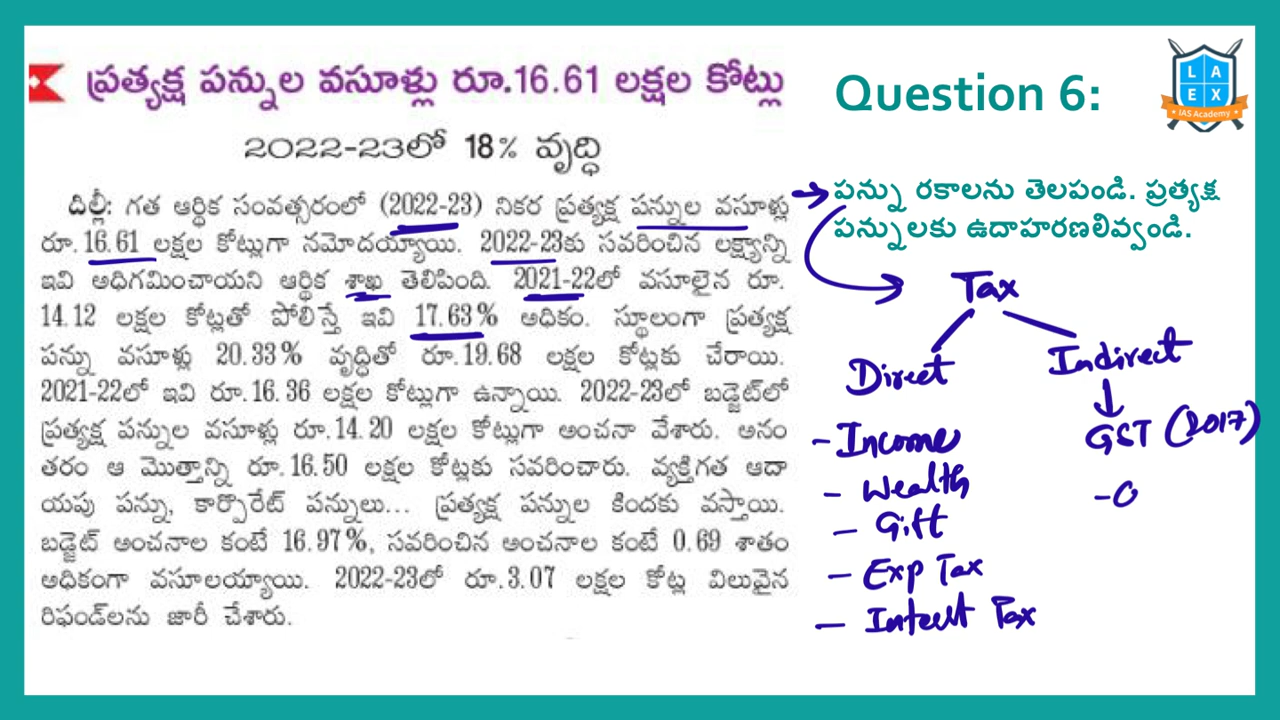 ప్రత్యక్ష పన్నుల వసూళ్లు రూ.16.61 లక్షల కోట్లు
2022-23లో 18% వృద్ధి
దిల్లీ: గత ఆర్థిక సంవత్సరంలో (2022-23) నికర ప్రత్యక్ష పన్నుల వసూళ్లు
రూ.16.61 లక్షల కోట్లుగా నమోదయ్యాయి. 2022-23కు సవరించిన లక్ష్యాన్ని
ఇవి అధిగమించాయని ఆర్థిక శాఖ తెలిపింది. 2021-22లో వసూలైన రూ.
14.12 లక్షల కోట్లతో పోలిస్తే ఇవి 17.63% అధికం. స్థూలంగా ప్రత్యక్ష
పన్ను వసూళ్లు 20.33% వృద్ధితో రూ.19.68 లక్షల కోట్లకు చేరాయి.
2021-22లో ఇవి రూ.16.36 లక్షల కోట్లుగా ఉన్నాయి. 2022-23లో బడ్జెట్‌లో
ప్రత్యక్ష పన్నుల వసూళ్లు రూ.14.20 లక్షల కోట్లుగా అంచనా వేశారు. అనం
తరం ఆ మొత్తాన్ని రూ.16.50 లక్షల కోట్లకు సవరించారు. వ్యక్తిగత ఆదా
యపు పన్ను, కార్పొరేట్ పన్నులు... ప్రత్యక్ష పన్నుల కిందకు వస్తాయి.
బడ్జెట్ అంచనాల కంటే 16.97%, సవరించిన అంచనాల కంటే 0.69 శాతం
అధికంగా వసూలయ్యాయి. 2022-23లో రూ.3.07 లక్షల కోట్ల విలువైన
రిఫండ్‌లను జారీ చేశారు.
Question 6:
LAEX
IAS Academy
పన్ను రకాలను తెలపండి. ప్రత్యక్ష
పన్నులకు ఉదాహరణలివ్వండి.
Tax
Direct
Indirect
- Income
GST (2017)
- Wealth
- C
- Gift
- Exp Tax
- Interest Tax